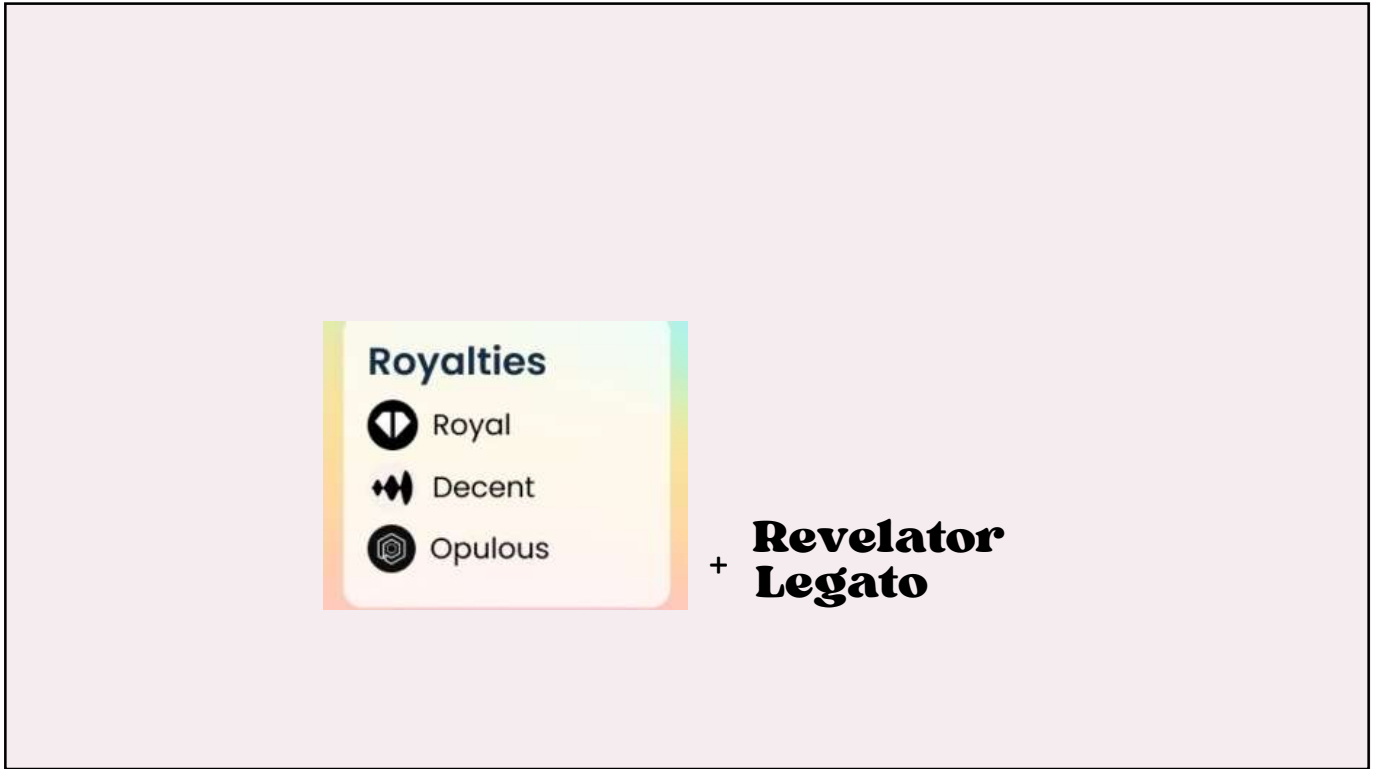 Royalties
Royal
Decent
Opulous
+ Revelator
Legato